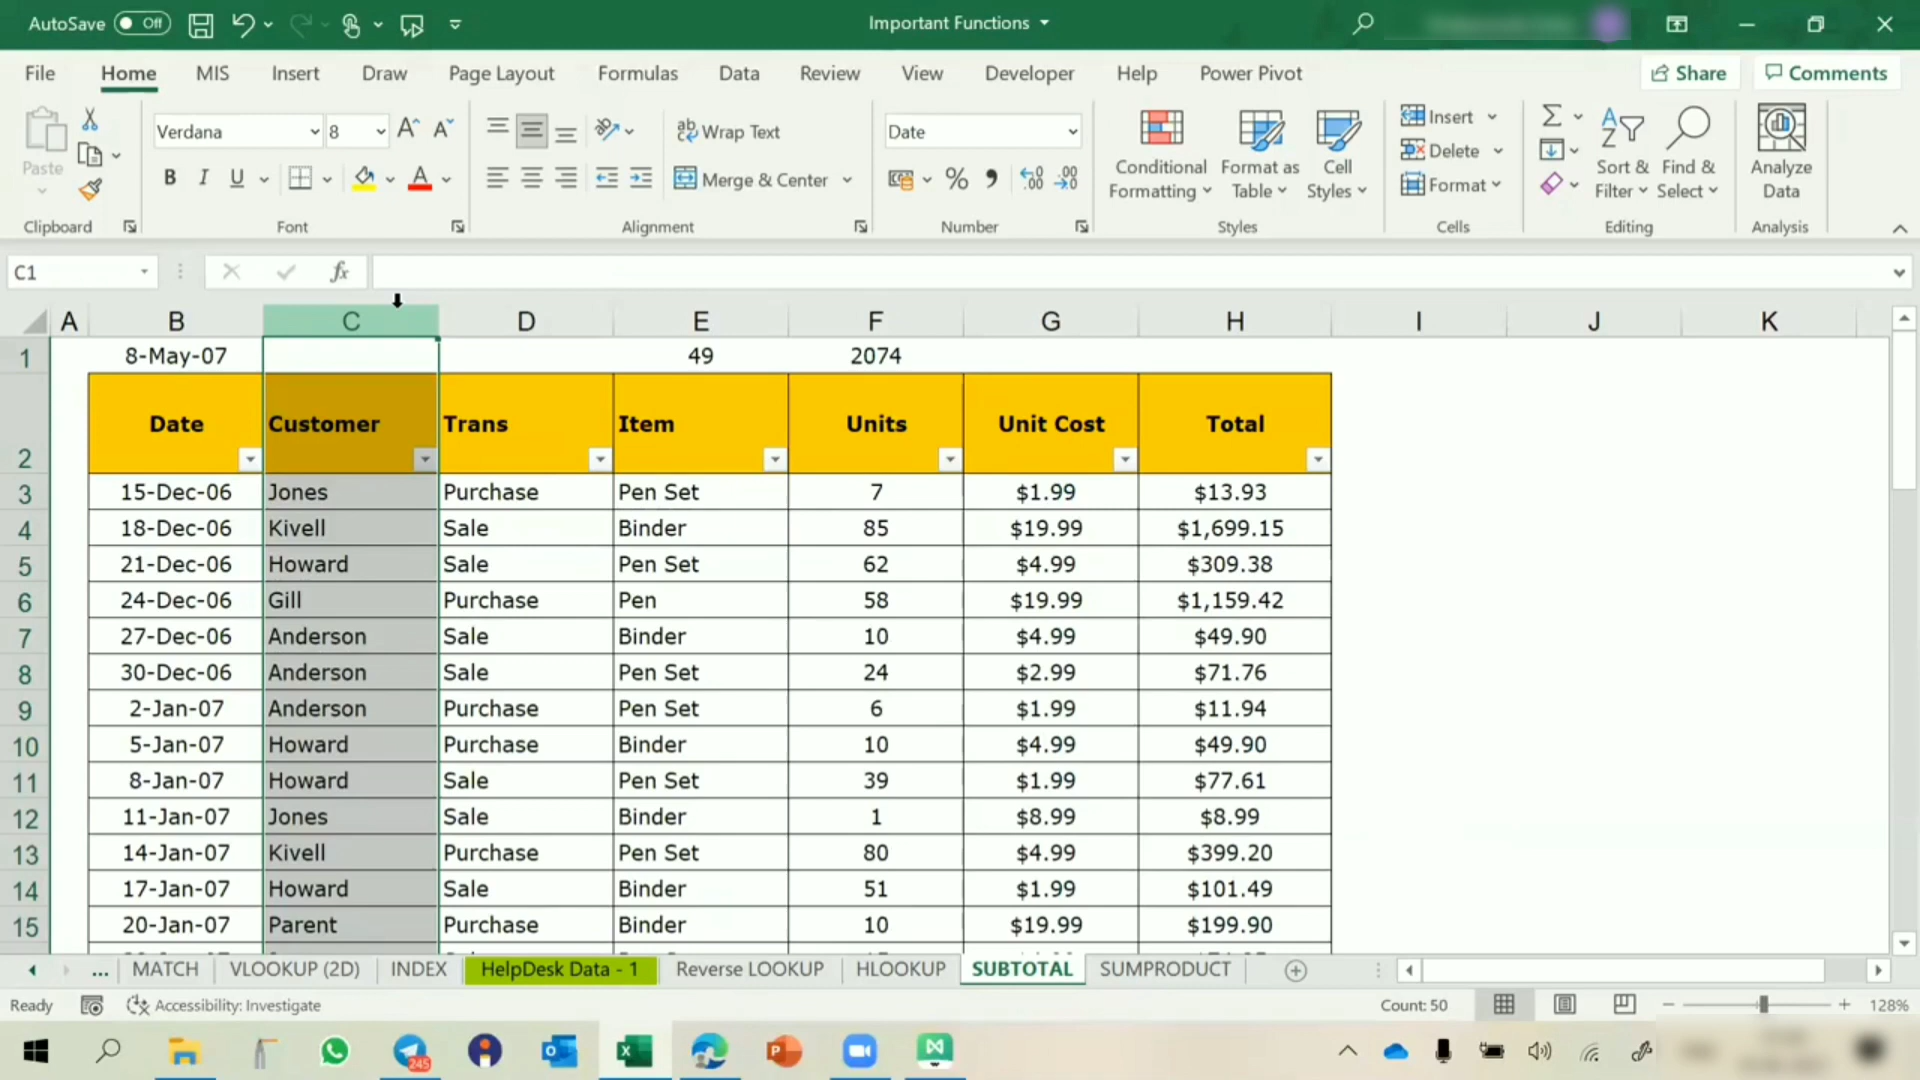 AutoSave Off Important Functions
File Home MIS Insert Draw Page Layout Formulas Data Review View Developer Help Power Pivot Share Comments
Paste Verdana 8 Wrap Text Date Conditional Formatting Format as Table Cell Styles Insert Delete Format Sort & Filter Find & Select Analyze Data
B I U Merge & Center % 9
Clipboard Font Alignment Number Styles Cells Editing Analysis
C1 fx
A B C D E F G H I J K
1 8-May-07 49 2074
2 Date Customer Trans Item Units Unit Cost Total
3 15-Dec-06 Jones Purchase Pen Set 7 $1.99 $13.93
4 18-Dec-06 Kivell Sale Binder 85 $19.99 $1,699.15
5 21-Dec-06 Howard Sale Pen Set 62 $4.99 $309.38
6 24-Dec-06 Gill Purchase Pen 58 $19.99 $1,159.42
7 27-Dec-06 Anderson Sale Binder 10 $4.99 $49.90
8 30-Dec-06 Anderson Sale Pen Set 24 $2.99 $71.76
9 2-Jan-07 Anderson Purchase Pen Set 6 $1.99 $11.94
10 5-Jan-07 Howard Purchase Binder 10 $4.99 $49.90
11 8-Jan-07 Howard Sale Pen Set 39 $1.99 $77.61
12 11-Jan-07 Jones Sale Binder 1 $8.99 $8.99
13 14-Jan-07 Kivell Purchase Pen Set 80 $4.99 $399.20
14 17-Jan-07 Howard Sale Binder 51 $1.99 $101.49
15 20-Jan-07 Parent Purchase Binder 10 $19.99 $199.90
... MATCH VLOOKUP (2D) INDEX HelpDesk Data - 1 Reverse LOOKUP HLOOKUP SUBTOTAL SUMPRODUCT
Ready Accessibility: Investigate Count: 50 128%
245